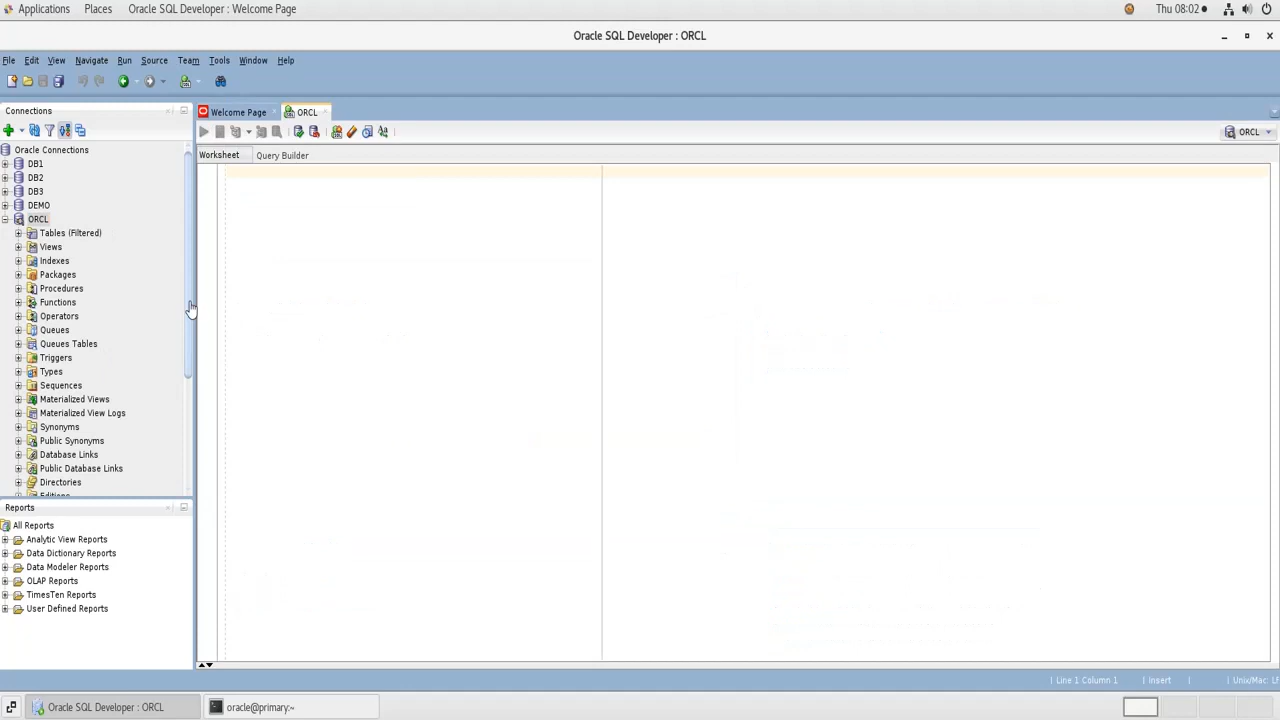 Applications Places Oracle SQL Developer : Welcome Page Thu 08:02
Oracle SQL Developer : ORCL
File Edit View Navigate Run Source Team Tools Window Help
Connections
Welcome Page ORCL
ORCL
Worksheet Query Builder
Oracle Connections
DB1
DB2
DB3
DEMO
ORCL
Tables (Filtered)
Views
Indexes
Packages
Procedures
Functions
Operators
Queues
Queues Tables
Triggers
Types
Sequences
Materialized Views
Materialized View Logs
Synonyms
Public Synonyms
Database Links
Public Database Links
Directories
Editions
Reports
All Reports
Analytic View Reports
Data Dictionary Reports
Data Modeler Reports
OLAP Reports
TimesTen Reports
User Defined Reports
Line 1 Column 1 Insert Unix/Mac: LF
Oracle SQL Developer : ORCL oracle@primary:~